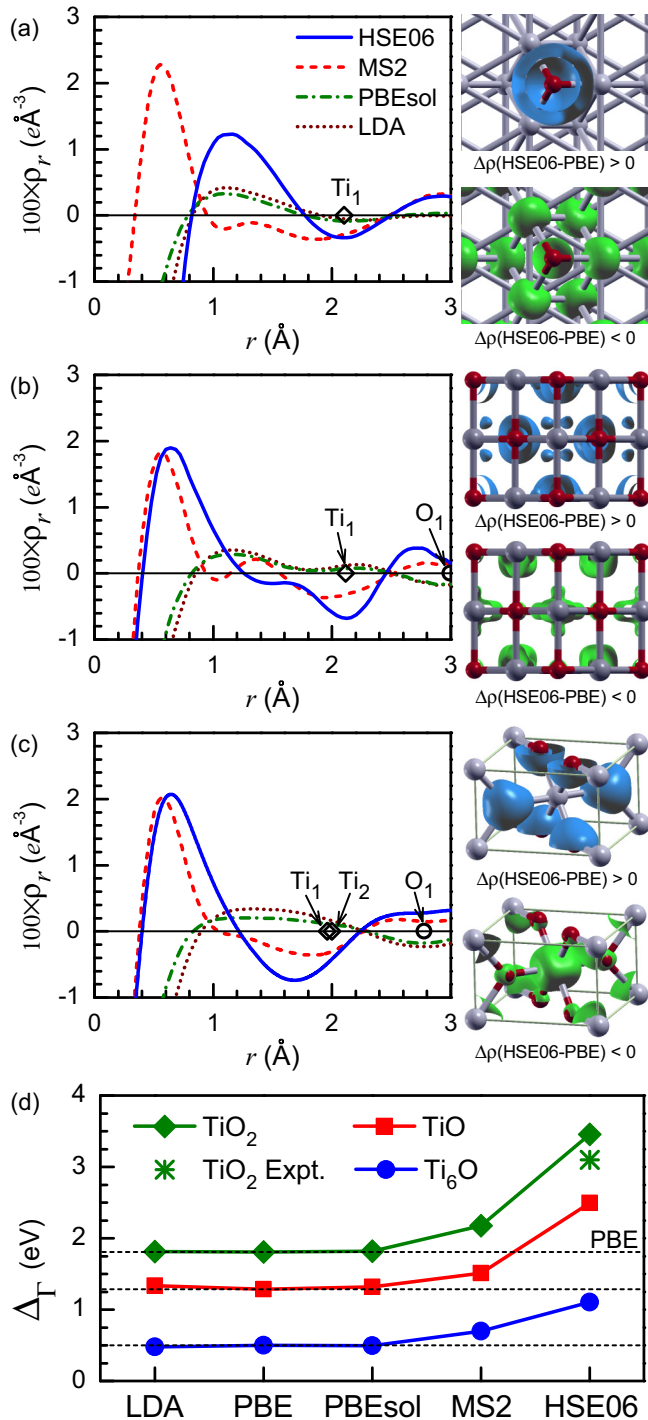 (a)
3
2
1
0
-1
100×ρr (eÅ-3)
HSE06
MS2
PBEsol
LDA
Ti1
0 1 2 3
r (Å)
Δρ(HSE06-PBE) > 0
Δρ(HSE06-PBE) < 0
(b)
3
2
1
0
-1
100×ρr (eÅ-3)
Ti1
O1
0 1 2 3
r (Å)
Δρ(HSE06-PBE) > 0
Δρ(HSE06-PBE) < 0
(c)
3
2
1
0
-1
100×ρr (eÅ-3)
Ti1 Ti2 O1
0 1 2 3
r (Å)
Δρ(HSE06-PBE) > 0
Δρ(HSE06-PBE) < 0
(d)
4
3
2
1
0
ΔΓ (eV)
TiO2 TiO
TiO2 Expt. Ti6O
PBE
LDA PBE PBEsol MS2 HSE06